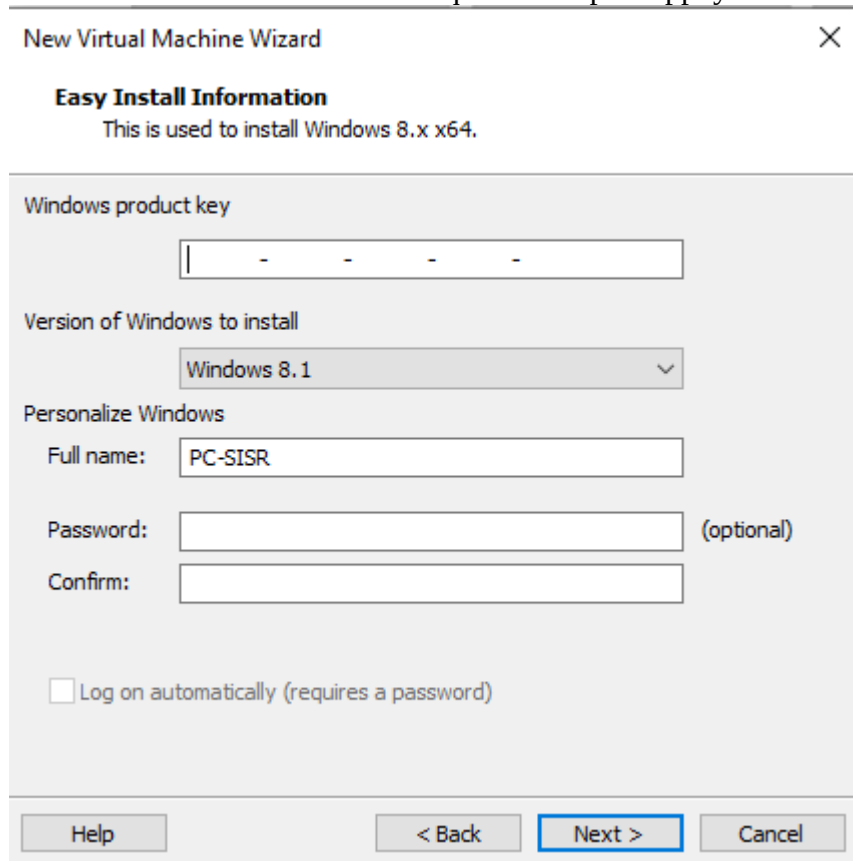 New Virtual Machine Wizard
Easy Install Information
This is used to install Windows 8.x x64.
Windows product key
- - - -
Version of Windows to install
Windows 8.1
Personalize Windows
Full name: PC-SISR
Password: (optional)
Confirm:
Log on automatically (requires a password)
Help < Back Next > Cancel